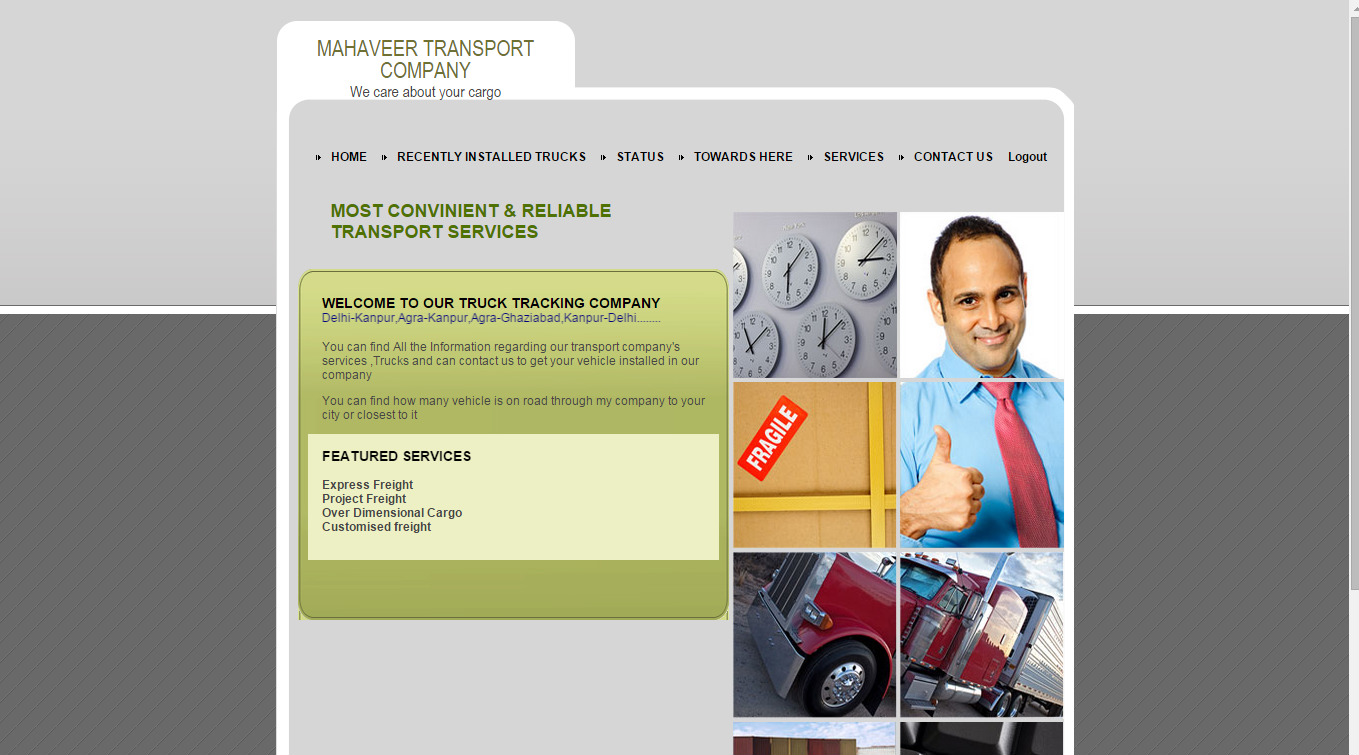 MAHAVEER TRANSPORT
COMPANY
We care about your cargo
HOME RECENTLY INSTALLED TRUCKS STATUS TOWARDS HERE SERVICES CONTACT US Logout
MOST CONVINIENT & RELIABLE
TRANSPORT SERVICES
WELCOME TO OUR TRUCK TRACKING COMPANY
Delhi-Kanpur,Agra-Kanpur,Agra-Ghaziabad,Kanpur-Delhi........
You can find All the Information regarding our transport company's
services ,Trucks and can contact us to get your vehicle installed in our
company
You can find how many vehicle is on road through my company to your
city or closest to it
FEATURED SERVICES
Express Freight
Project Freight
Over Dimensional Cargo
Customised freight
FRAGILE